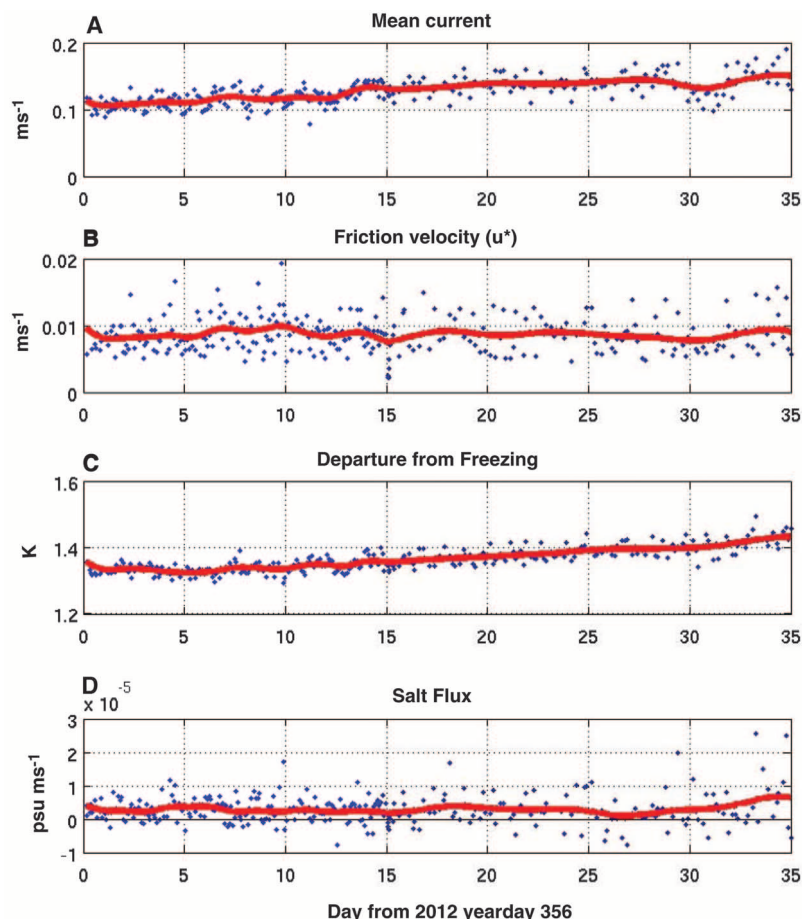 A Mean current
0.2
0.1
0
ms-1
0 5 10 15 20 25 30 35
B Friction velocity (u*)
0.02
0.01
0
ms-1
0 5 10 15 20 25 30 35
C Departure from Freezing
1.6
1.4
1.2
K
0 5 10 15 20 25 30 35
D
x 10-5
Salt Flux
3
2
1
0
-1
psu ms-1
0 5 10 15 20 25 30 35
Day from 2012 yearday 356